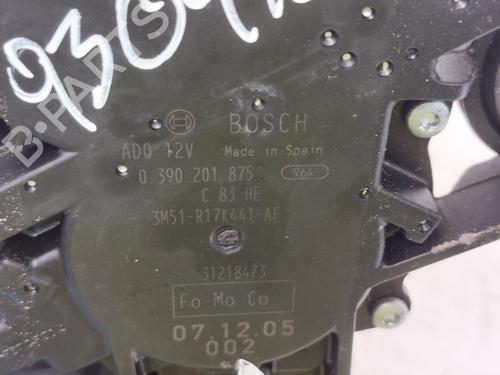 BOSCH
AD0 12V Made in Spain
0 390 201 875 964
C 83 HE
3M51-R17K441-AF
31218473
Fo Mo Co
07.12.05
002
B-PARTS